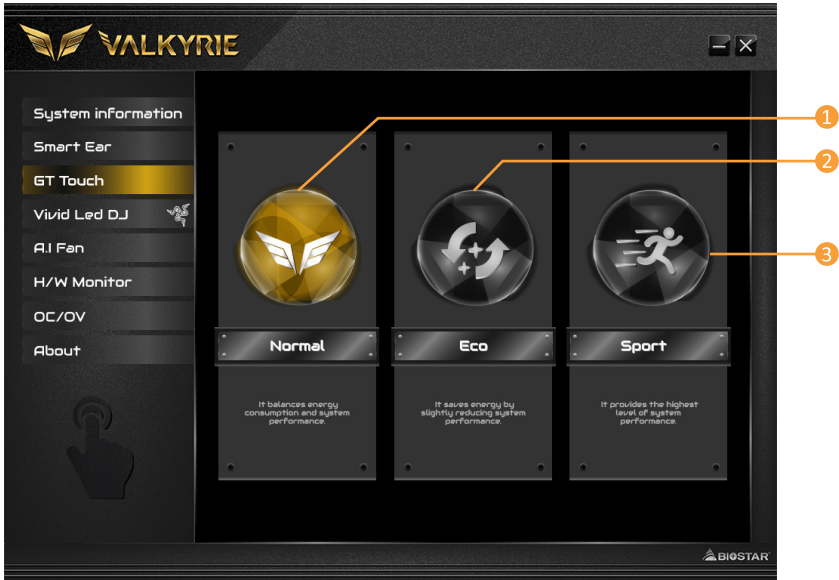 VALKYRIE
System information
Smart Ear
GT Touch
Vivid Led DJ
A.I Fan
H/W Monitor
OC/OV
About
1
2
3
Normal
It balances energy
consumption and system
performance.
Eco
It saves energy by
slightly reducing system
performance.
Sport
It provides the highest
level of system
performance.
BIOSTAR